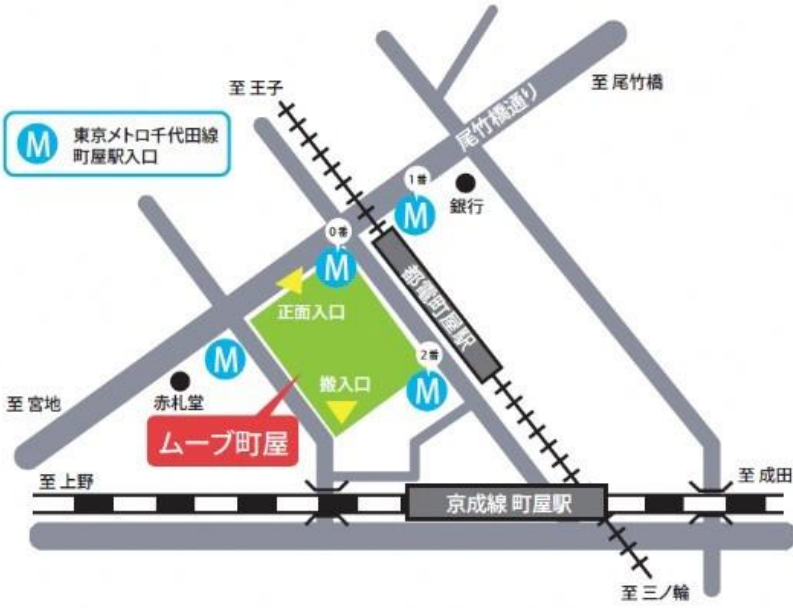 至 王子
至 尾竹橋
尾竹橋通り
M
東京メトロ千代田線
町屋駅入口
1番
M
銀行
0番
M
都電町屋駅
正面入口
2番
M
M
搬入口
至 宮地
赤札堂
ムーブ町屋
至 上野
至 成田
京成線 町屋駅
至 三ノ輪